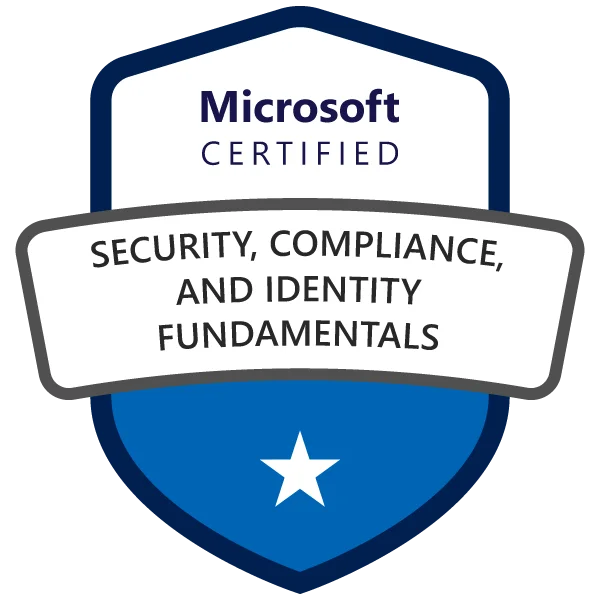 Microsoft
CERTIFIED
SECURITY, COMPLIANCE,
AND IDENTITY
FUNDAMENTALS